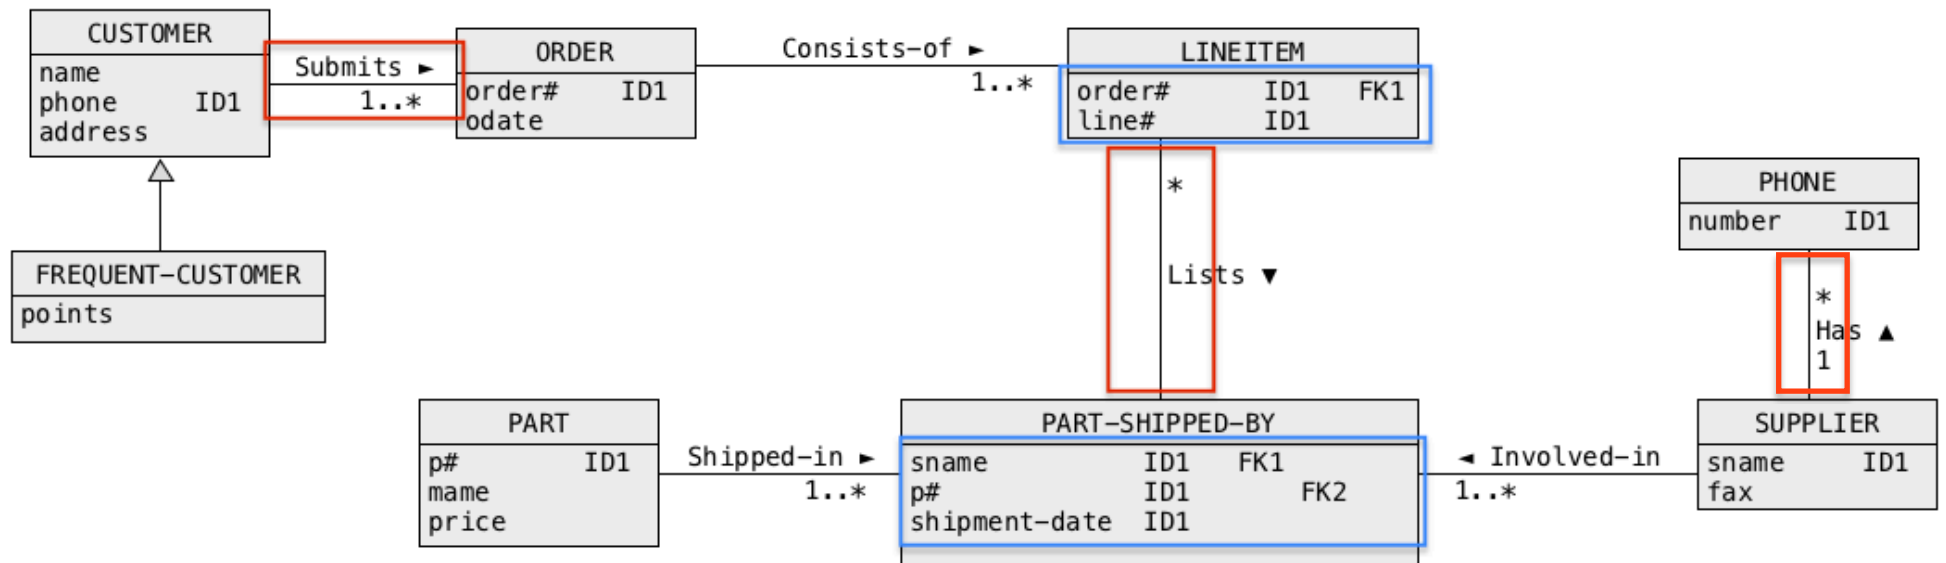 CUSTOMER
name
phone ID1
address
Submits ►
1..*
ORDER
order# ID1
odate
Consists-of ►
1..*
LINEITEM
order# ID1 FK1
line# ID1
FREQUENT-CUSTOMER
points
*
Lists ▼
PHONE
number ID1
*
Has ▲
1
PART
p# ID1
mame
price
Shipped-in ►
1..*
PART-SHIPPED-BY
sname ID1 FK1
p# ID1 FK2
shipment-date ID1
◄ Involved-in
1..*
SUPPLIER
sname ID1
fax